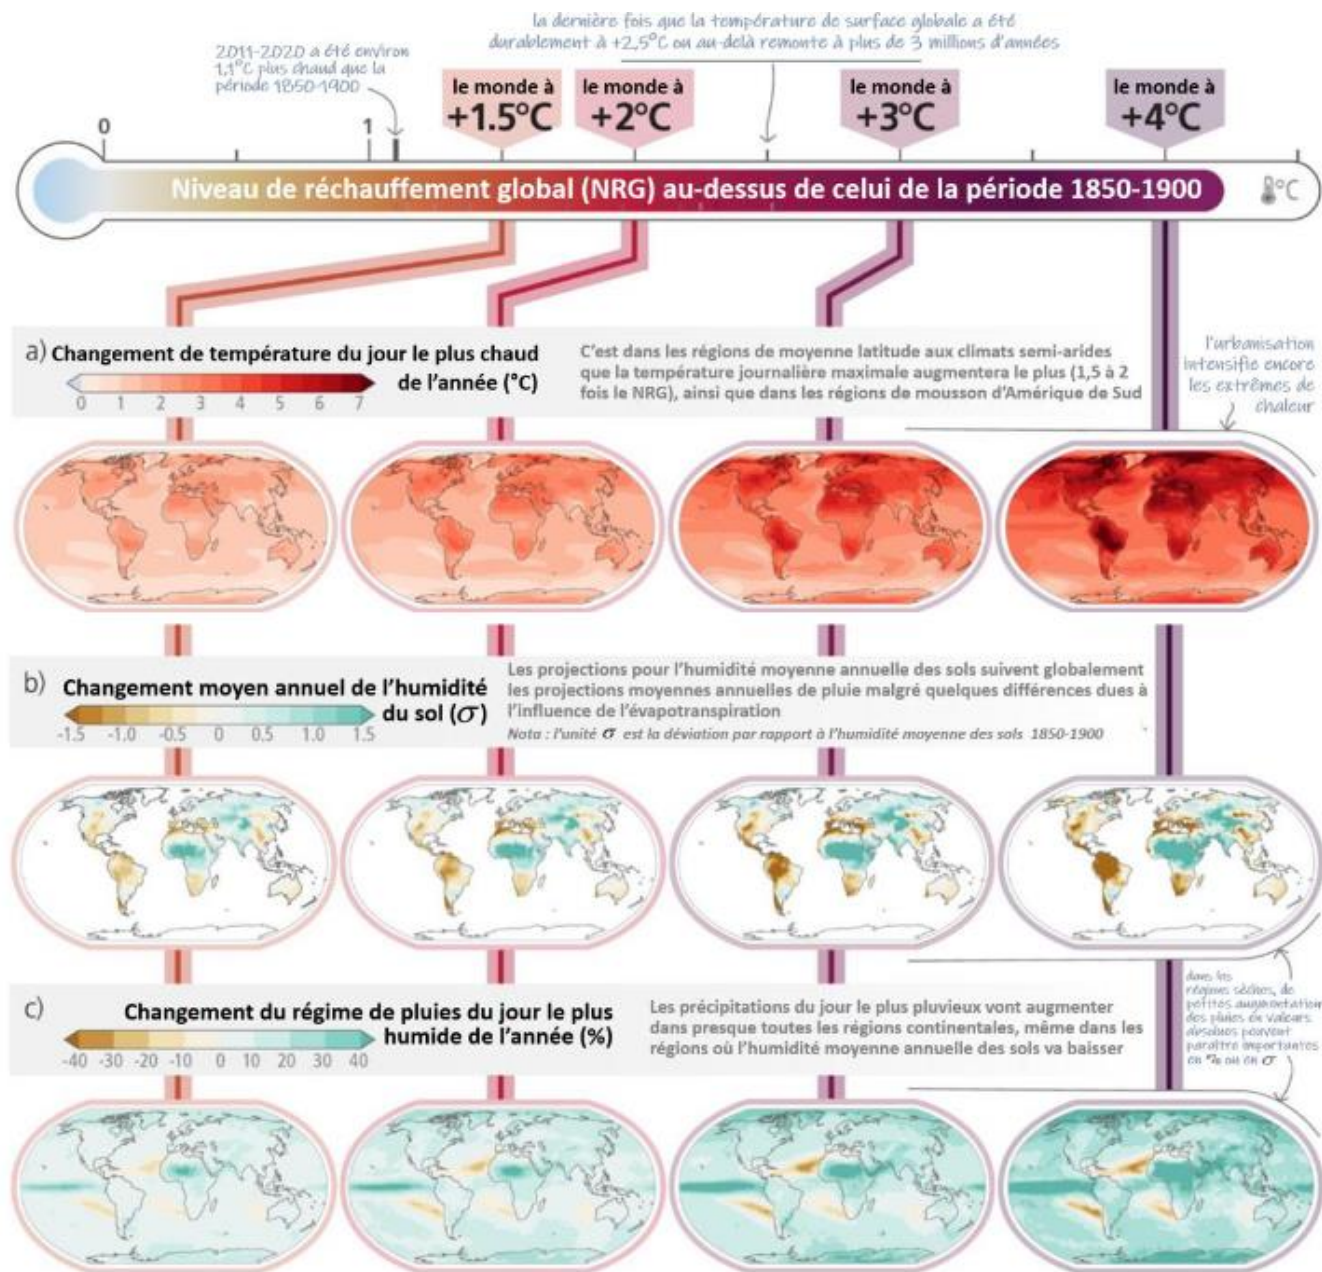 la dernière fois que la température de surface globale a été
durablement à +2,5°C ou au-delà remonte à plus de 3 millions d'années
2011-2020 a été environ
1,1°C plus chaud que la
période 1850-1900
le monde à
+1.5°C
le monde à
+2°C
le monde à
+3°C
le monde à
+4°C
0
1
Niveau de réchauffement global (NRG) au-dessus de celui de la période 1850-1900
°C
a) Changement de température du jour le plus chaud
de l'année (°C)
0 1 2 3 4 5 6 7
C'est dans les régions de moyenne latitude aux climats semi-arides
que la température journalière maximale augmentera le plus (1,5 à 2
fois le NRG), ainsi que dans les régions de mousson d'Amérique de Sud
l'urbanisation
intensifie encore
les extrêmes de
chaleur
b) Changement moyen annuel de l'humidité
du sol (σ)
-1.5 -1.0 -0.5 0 0.5 1.0 1.5
Les projections pour l'humidité moyenne annuelle des sols suivent globalement
les projections moyennes annuelles de pluie malgré quelques différences dues à
l'influence de l'évapotranspiration
Nota : l'unité σ est la déviation par rapport à l'humidité moyenne des sols 1850-1900
c) Changement du régime de pluies du jour le plus
humide de l'année (%)
-40 -30 -20 -10 0 10 20 30 40
Les précipitations du jour le plus pluvieux vont augmenter
dans presque toutes les régions continentales, même dans les
régions où l'humidité moyenne annuelle des sols va baisser
dans les
régions sèches, de
petites augmentation
des pluies en valeurs
absolues peuvent
paraître importantes
en % ou en σ